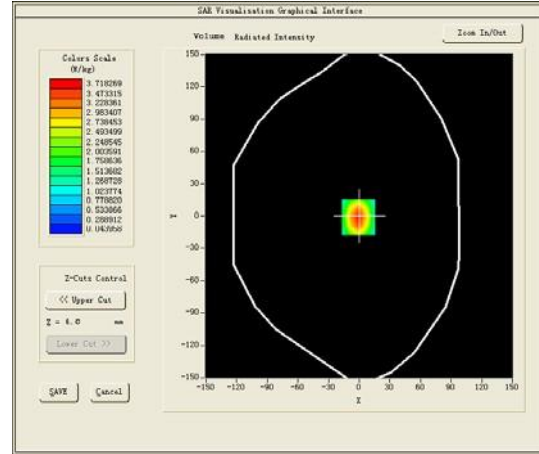 SAR Visualisation Graphical Interface
Volume Radiated Intensity
Zoom In/Out
Colors Scale
(W/kg)
3.718269
3.473315
3.228361
2.983407
2.738453
2.493499
2.248545
2.003591
1.758636
1.513682
1.268728
1.023774
0.778820
0.533866
0.288912
0.043958
150-
120-
90-
60-
30-
Y
0-
-30-
-60-
-90-
-120-
-150-
-150 -120 -90 -60 -30 0 30 60 90 120 150
X
Z-Cuts Control
<< Upper Cut
Z = 4.0 mm
Lower Cut >>
SAVE
Cancel